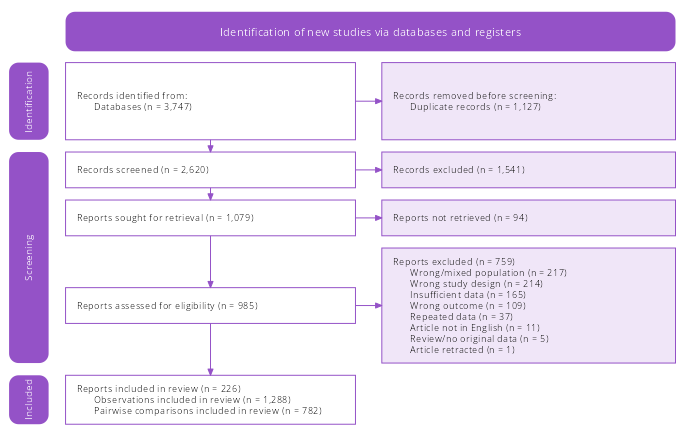 Identification of new studies via databases and registers
Identification
Records identified from:
Databases (n = 3,747)
Records removed before screening:
Duplicate records (n = 1,127)
Screening
Records screened (n = 2,620)
Records excluded (n = 1,541)
Reports sought for retrieval (n = 1,079)
Reports not retrieved (n = 94)
Reports assessed for eligibility (n = 985)
Reports excluded (n = 759)
Wrong/mixed population (n = 217)
Wrong study design (n = 214)
Insufficient data (n = 165)
Wrong outcome (n = 109)
Repeated data (n = 37)
Article not in English (n = 11)
Review/no original data (n = 5)
Article retracted (n = 1)
Included
Reports included in review (n = 226)
Observations included in review (n = 1,288)
Pairwise comparisons included in review (n = 782)